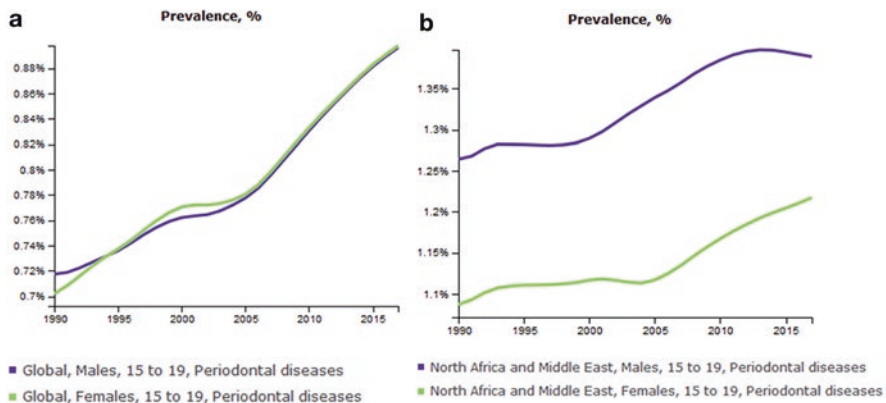 a
Prevalence, %
0.88%
0.86%
0.84%
0.82%
0.8%
0.78%
0.76%
0.74%
0.72%
0.7%
1990 1995 2000 2005 2010 2015
Global, Males, 15 to 19, Periodontal diseases
Global, Females, 15 to 19, Periodontal diseases
b
Prevalence, %
1.35%
1.3%
1.25%
1.2%
1.15%
1.1%
1990 1995 2000 2005 2010 2015
North Africa and Middle East, Males, 15 to 19, Periodontal diseases
North Africa and Middle East, Females, 15 to 19, Periodontal diseases